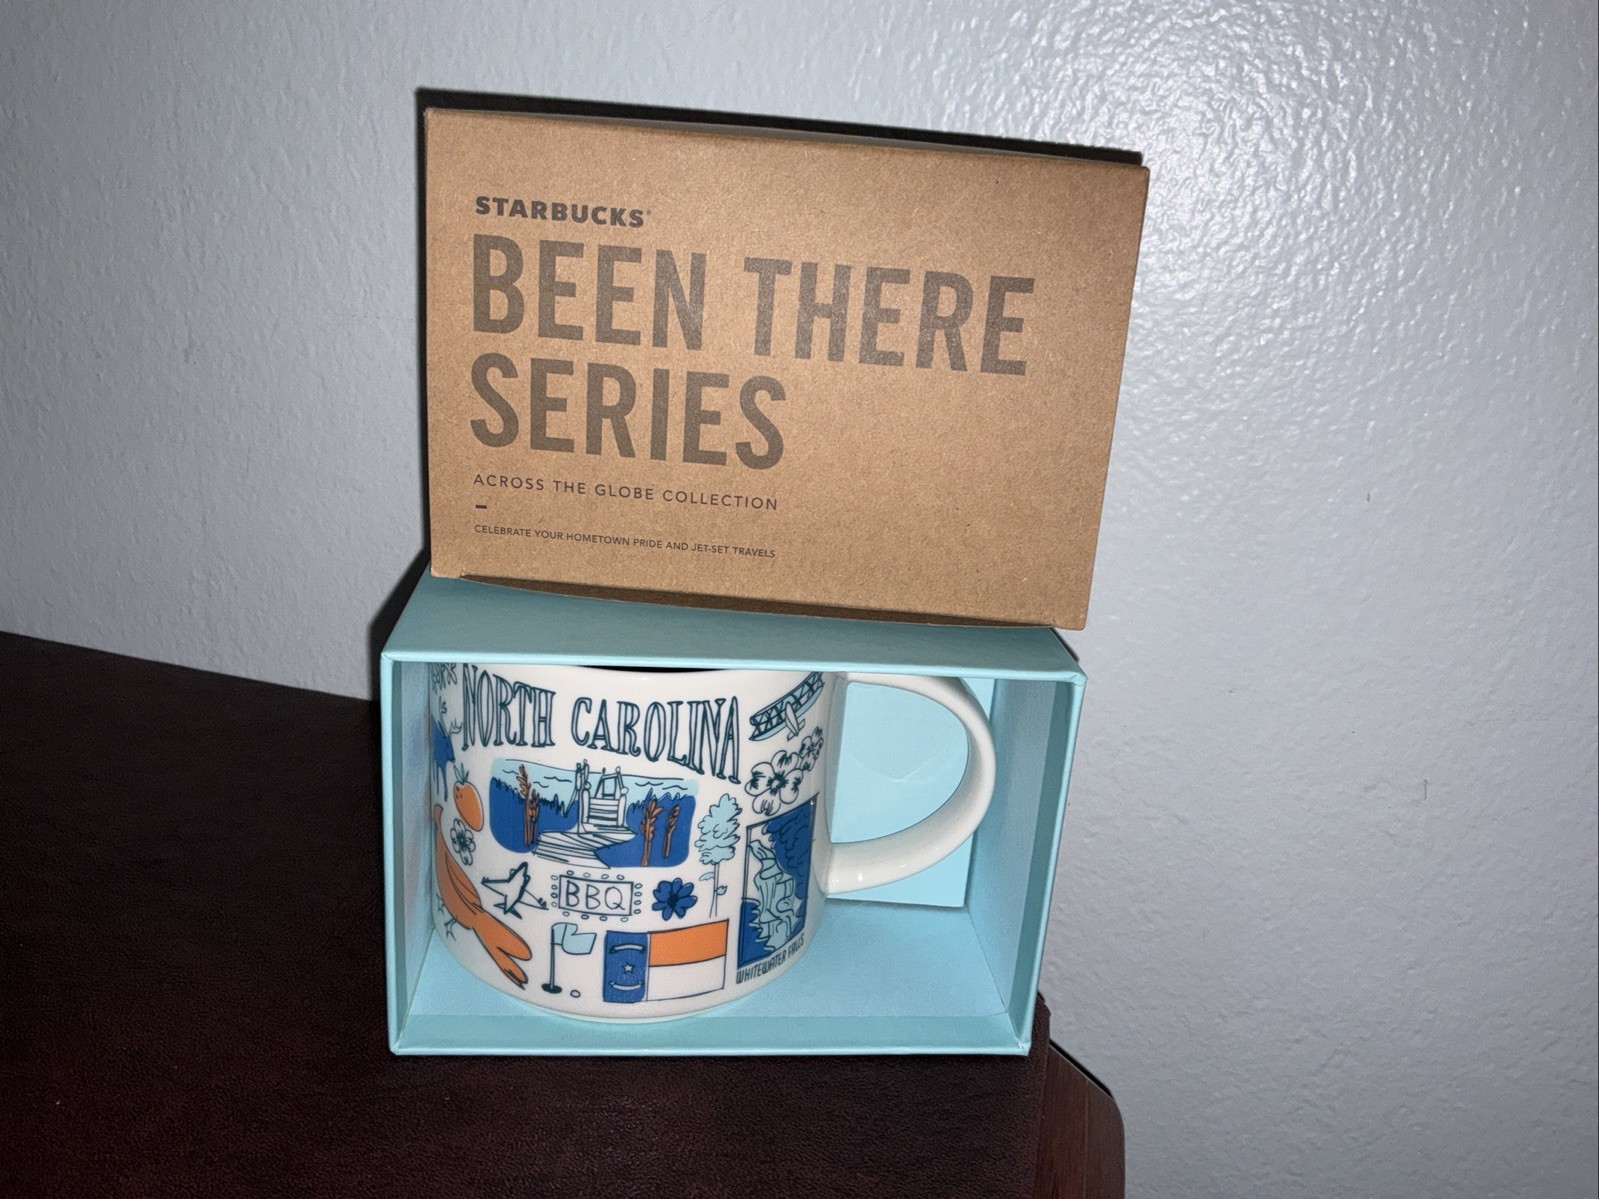 STARBUCKS®
BEEN THERE
SERIES
ACROSS THE GLOBE COLLECTION
CELEBRATE YOUR HOMETOWN PRIDE AND JET-SET TRAVELS
NORTH CAROLINA
BBQ
WHITEWATER FALLS